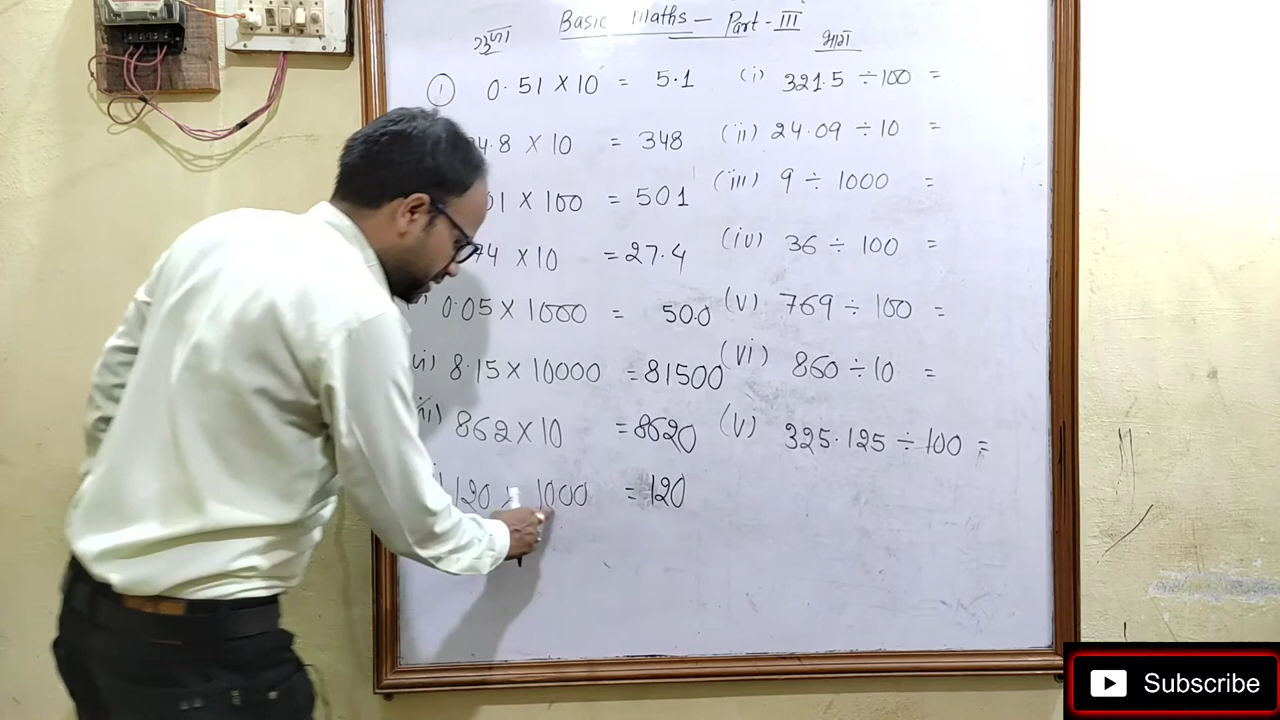 Basic Maths - Part - III
गुणा भाग
① 0.51 × 10 = 5.1 (i) 321.5 ÷ 100 =
4.8 × 10 = 348 (ii) 24.09 ÷ 10 =
01 × 100 = 501 (iii) 9 ÷ 1000 =
74 × 10 = 27.4 (iv) 36 ÷ 100 =
0.05 × 1000 = 50.0 (v) 769 ÷ 100 =
8.15 × 10000 = 81500 (vi) 860 ÷ 10 =
862 × 10 = 8620 (v) 325.125 ÷ 100 =
120 × 1000 = 120
Subscribe